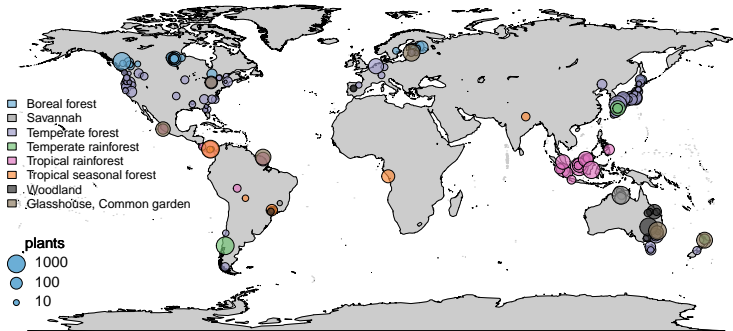 Boreal forest
Savannah
Temperate forest
Temperate rainforest
Tropical rainforest
Tropical seasonal forest
Woodland
Glasshouse, Common garden
plants
1000
100
10